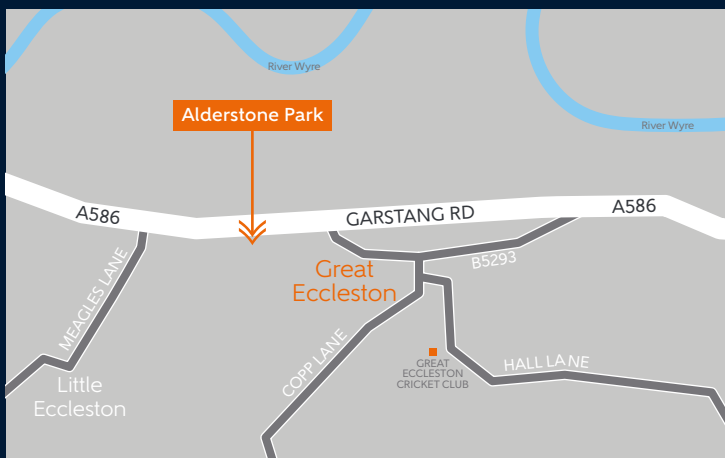 River Wyre
River Wyre
Alderstone Park
A586
GARSTANG RD
A586
MEAGLES LANE
Great
Eccleston
B5293
COPP LANE
GREAT
ECCLESTON
CRICKET CLUB
HALL LANE
Little
Eccleston